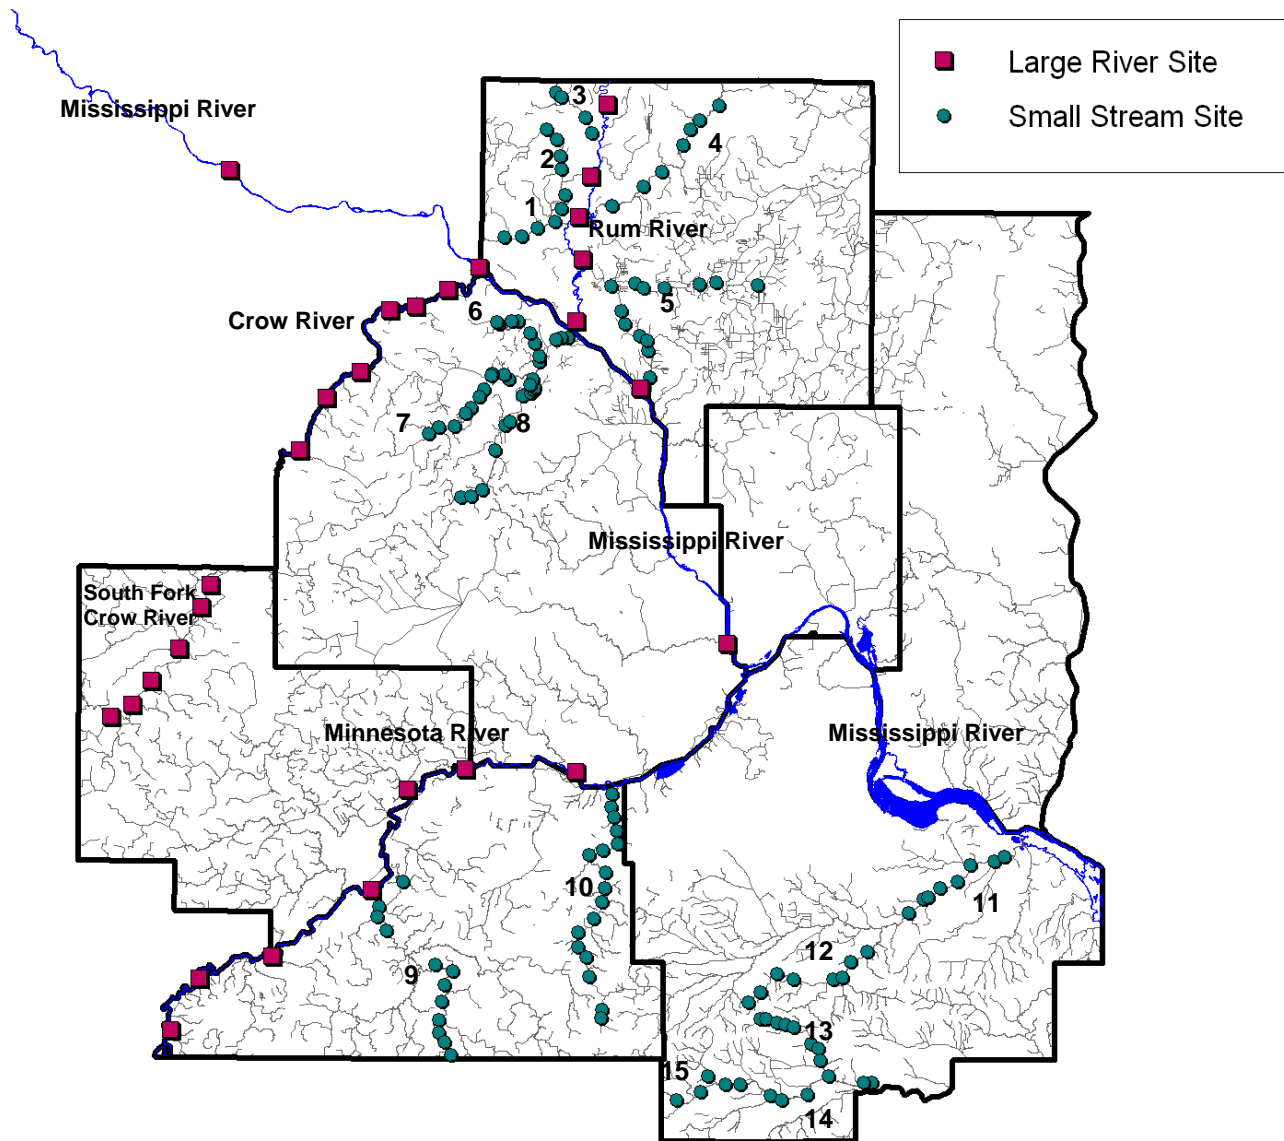 Large River Site
Small Stream Site
Mississippi River
3
4
2
1
Rum River
5
6
Crow River
7
8
Mississippi River
South Fork
Crow River
Minnesota River
Mississippi River
10
11
12
9
13
15
14